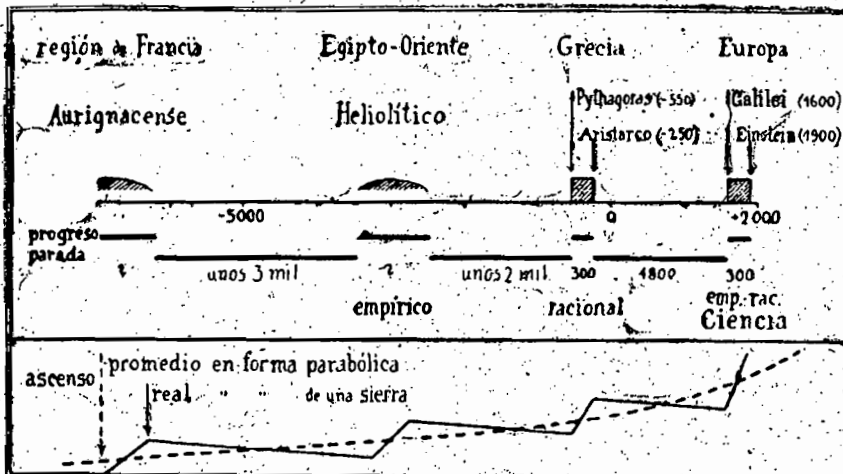 región de Francia Egipto-Oriente Grecia Europa
Pythagoras (-550) Galilei (1600)
Aurignacense Heliolítico Aristarco (-250) Einstein (1900)
-5000 0 +2000
progreso
parada
? unos 3 mil ? unos 2 mil 300 1800 300
empírico racional emp.-rac.
Ciencia
ascenso promedio en forma parabólica
real " " de una sierra